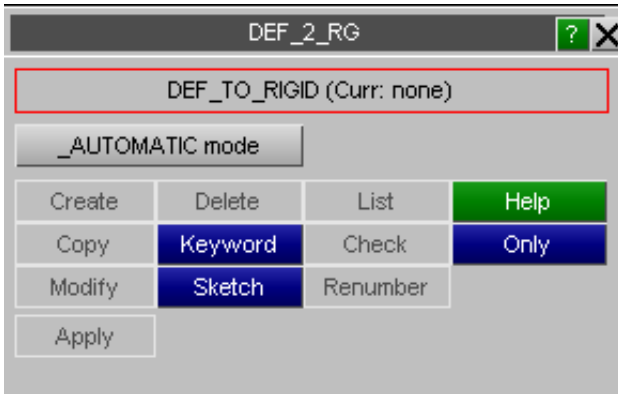 DEF_2_RG ? X
DEF_TO_RIGID (Curr: none)
_AUTOMATIC mode
Create Delete List Help
Copy Keyword Check Only
Modify Sketch Renumber
Apply